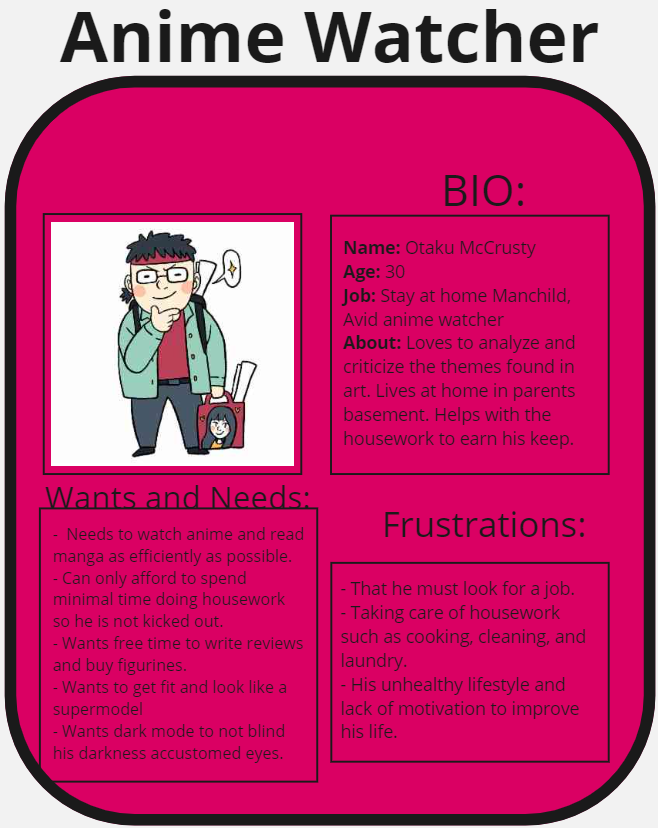 Anime Watcher
BIO:
Name: Otaku McCrusty
Age: 30
Job: Stay at home Manchild,
Avid anime watcher
About: Loves to analyze and
criticize the themes found in
art. Lives at home in parents
basement. Helps with the
housework to earn his keep.
Wants and Needs:
-  Needs to watch anime and read
manga as efficiently as possible.
- Can only afford to spend
minimal time doing housework
so he is not kicked out.
- Wants free time to write reviews
and buy figurines.
- Wants to get fit and look like a
supermodel
- Wants dark mode to not blind
his darkness accustomed eyes.
Frustrations:
- That he must look for a job.
- Taking care of housework
such as cooking, cleaning, and
laundry.
- His unhealthy lifestyle and
lack of motivation to improve
his life.